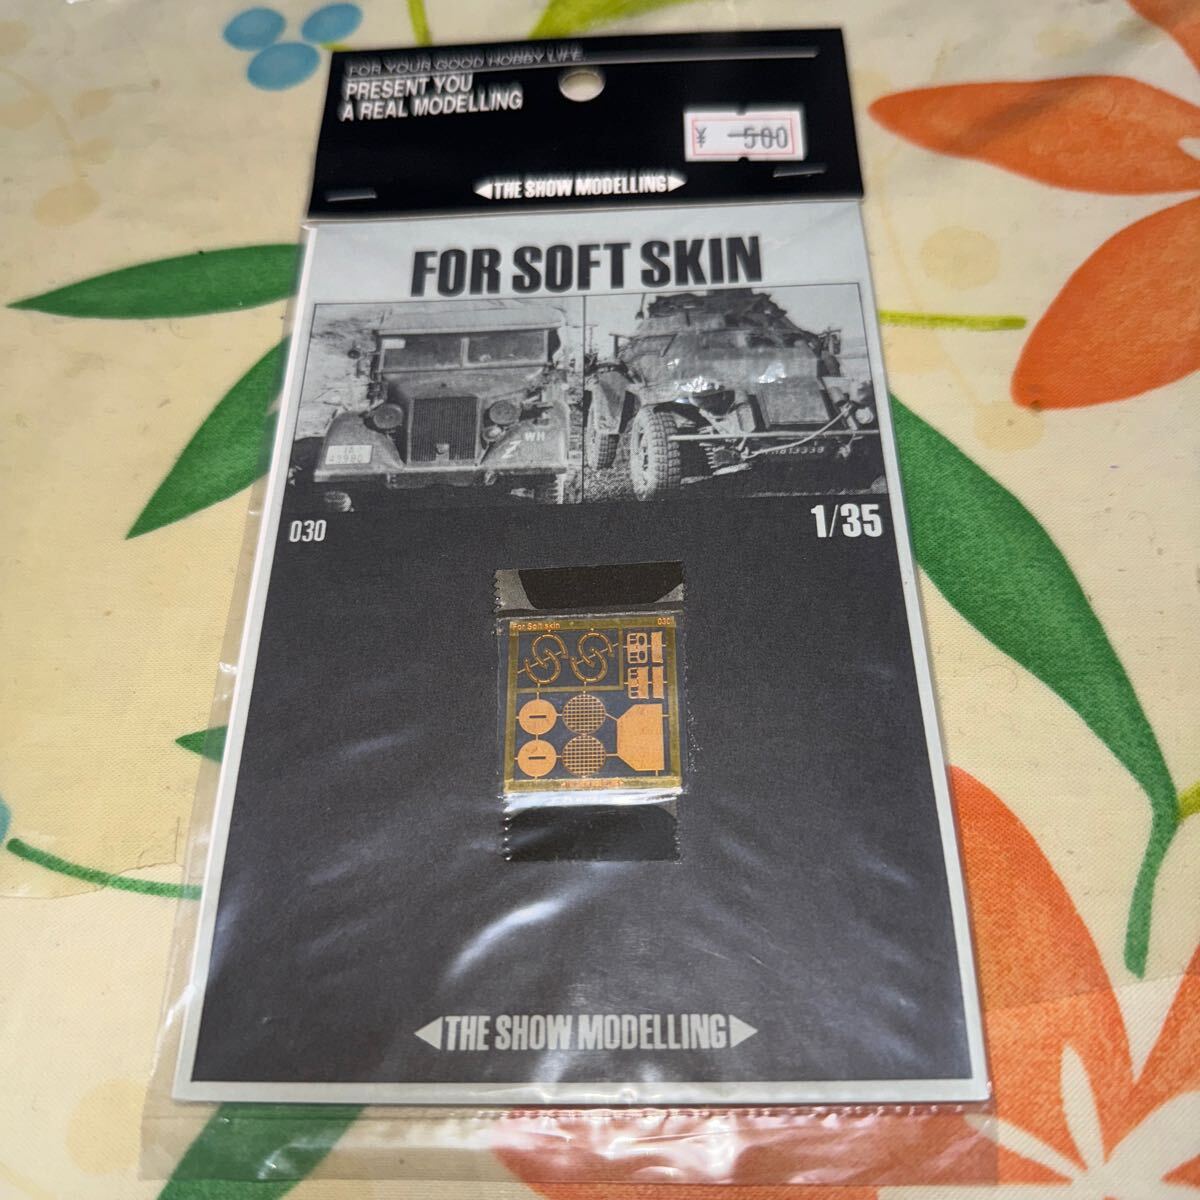 FOR YOUR GOOD HOBBY LIFE.
PRESENT YOU
A REAL MODELLING
¥ 500
THE SHOW MODELLING
FOR SOFT SKIN
WH
030
1/35
For Soft skin 030
THE SHOW MODELLING